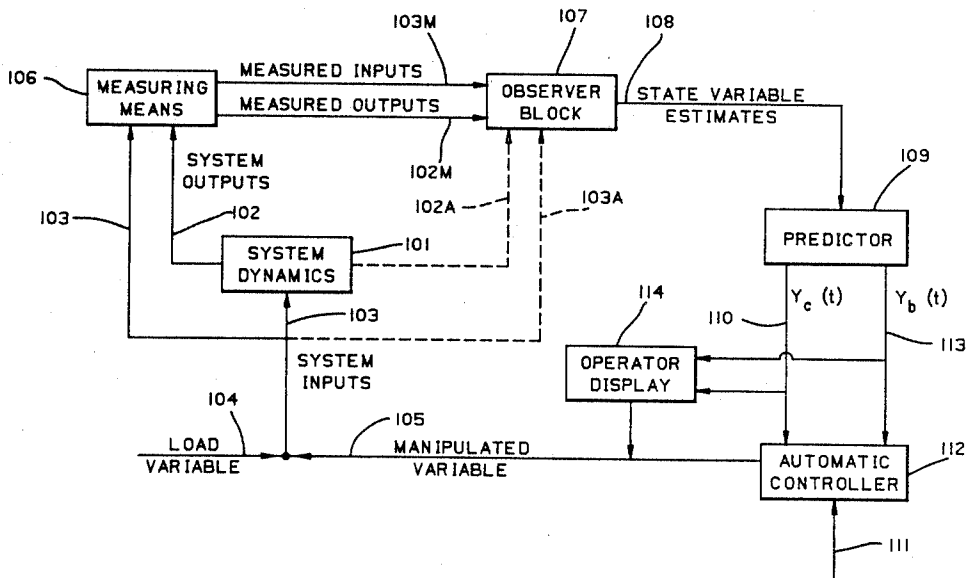 103M
107
108
106
MEASURING
MEANS
MEASURED INPUTS
MEASURED OUTPUTS
OBSERVER
BLOCK
STATE VARIABLE
ESTIMATES
102M
SYSTEM
OUTPUTS
109
102A
103A
103
102
101
SYSTEM
DYNAMICS
PREDICTOR
114
Yc (t)
Yb (t)
110
113
103
SYSTEM
INPUTS
OPERATOR
DISPLAY
104
105
LOAD
VARIABLE
MANIPULATED
VARIABLE
AUTOMATIC
CONTROLLER
112
111